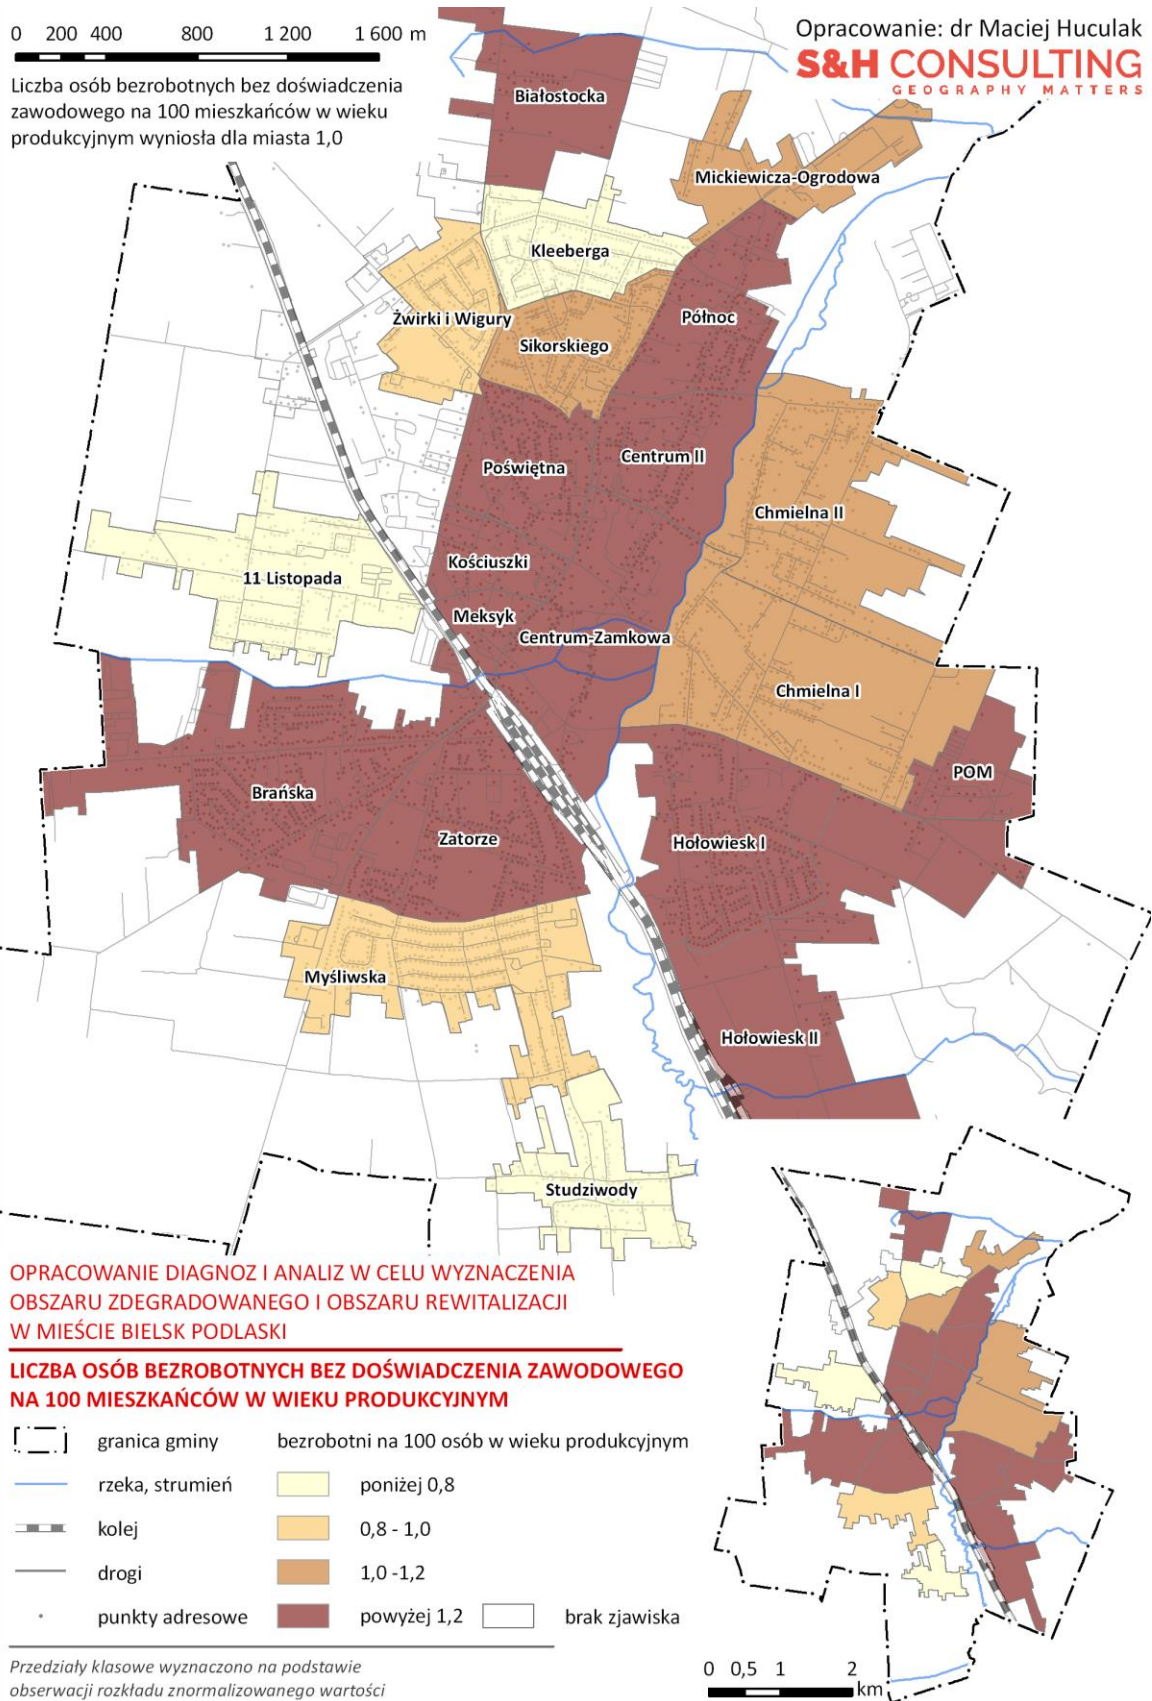 0 200 400 800 1 200 1 600 m
Liczba osób bezrobotnych bez doświadczenia
zawodowego na 100 mieszkańców w wieku
produkcyjnym wyniosła dla miasta 1,0
Opracowanie: dr Maciej Huculak
S&H CONSULTING
GEOGRAPHY MATTERS
Białostocka
Mickiewicza-Ogrodowa
Kleeberga
Żwirki i Wigury
Północ
Sikorskiego
Poświętna
Centrum II
Chmielna II
Kościuszki
11 Listopada
Meksyk
Centrum-Zamkowa
Chmielna I
POM
Brańska
Zatorze
Hołowiesk I
Myśliwska
Hołowiesk II
Studziwody
OPRACOWANIE DIAGNOZ I ANALIZ W CELU WYZNACZENIA
OBSZARU ZDEGRADOWANEGO I OBSZARU REWITALIZACJI
W MIEŚCIE BIELSK PODLASKI
LICZBA OSÓB BEZROBOTNYCH BEZ DOŚWIADCZENIA ZAWODOWEGO
NA 100 MIESZKAŃCÓW W WIEKU PRODUKCYJNYM
granica gminy
bezrobotni na 100 osób w wieku produkcyjnym
rzeka, strumień
poniżej 0,8
kolej
0,8 - 1,0
drogi
1,0 -1,2
punkty adresowe
powyżej 1,2
brak zjawiska
Przedziały klasowe wyznaczono na podstawie
obserwacji rozkładu znormalizowanego wartości
0 0,5 1 2
km